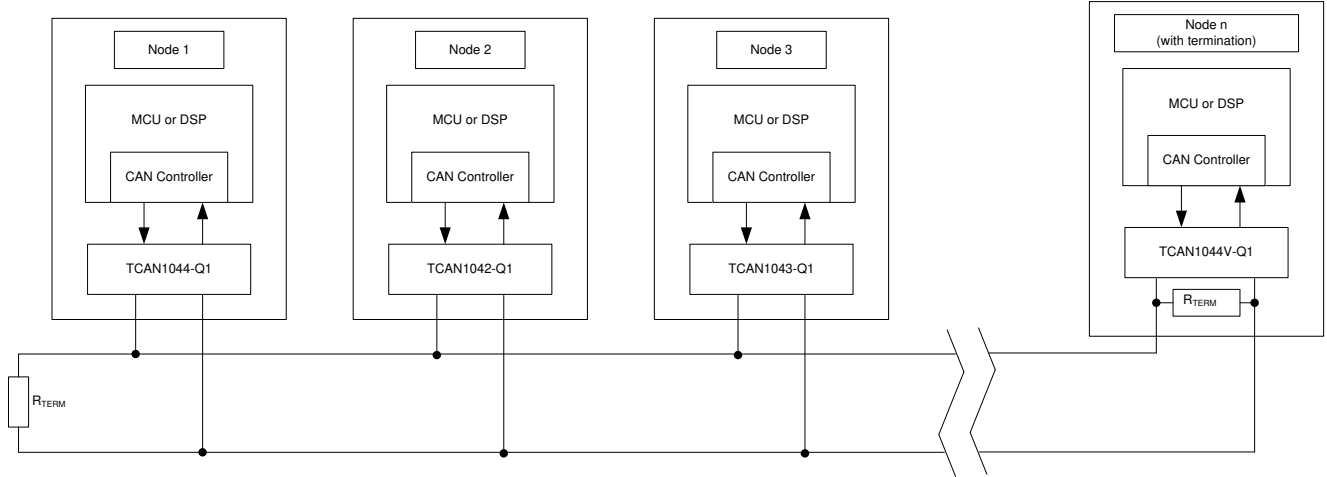 Node 1
MCU or DSP
CAN Controller
TCAN1044-Q1
Node 2
MCU or DSP
CAN Controller
TCAN1042-Q1
Node 3
MCU or DSP
CAN Controller
TCAN1043-Q1
Node n
(with termination)
MCU or DSP
CAN Controller
TCAN1044V-Q1
RTERM
RTERM